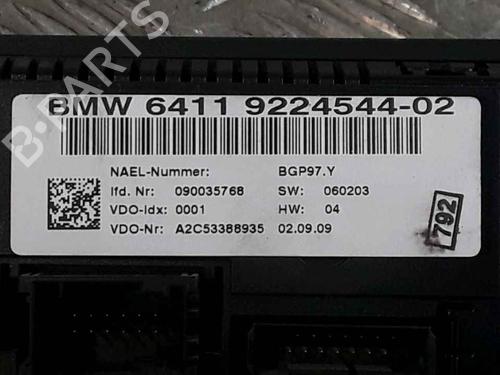 BMW 6411 9224544-02
NAEL-Nummer: BGP97.Y
lfd. Nr: 090035768 SW: 060203
VDO-Idx: 0001 HW: 04
VDO-Nr: A2C53388935 02.09.09
792
B-PARTS